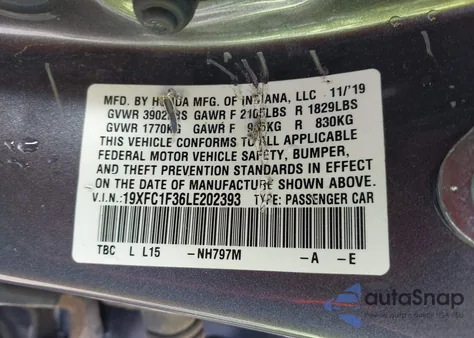 MFD. BY HONDA MFG. OF INDIANA, LLC 11/'19
GVWR 3902LBS GAWR F 2105LBS R 1829LBS
GVWR 1770KG GAWR F 955KG R 830KG
THIS VEHICLE CONFORMS TO ALL APPLICABLE
FEDERAL MOTOR VEHICLE SAFETY, BUMPER,
AND THEFT PREVENTION STANDARDS IN EFFECT
ON THE DATE OF MANUFACTURE SHOWN ABOVE.
V.I.N.:19XFC1F36LE202393 TYPE: PASSENGER CAR
TBC L L15 -NH797M -A -E
autoSnap